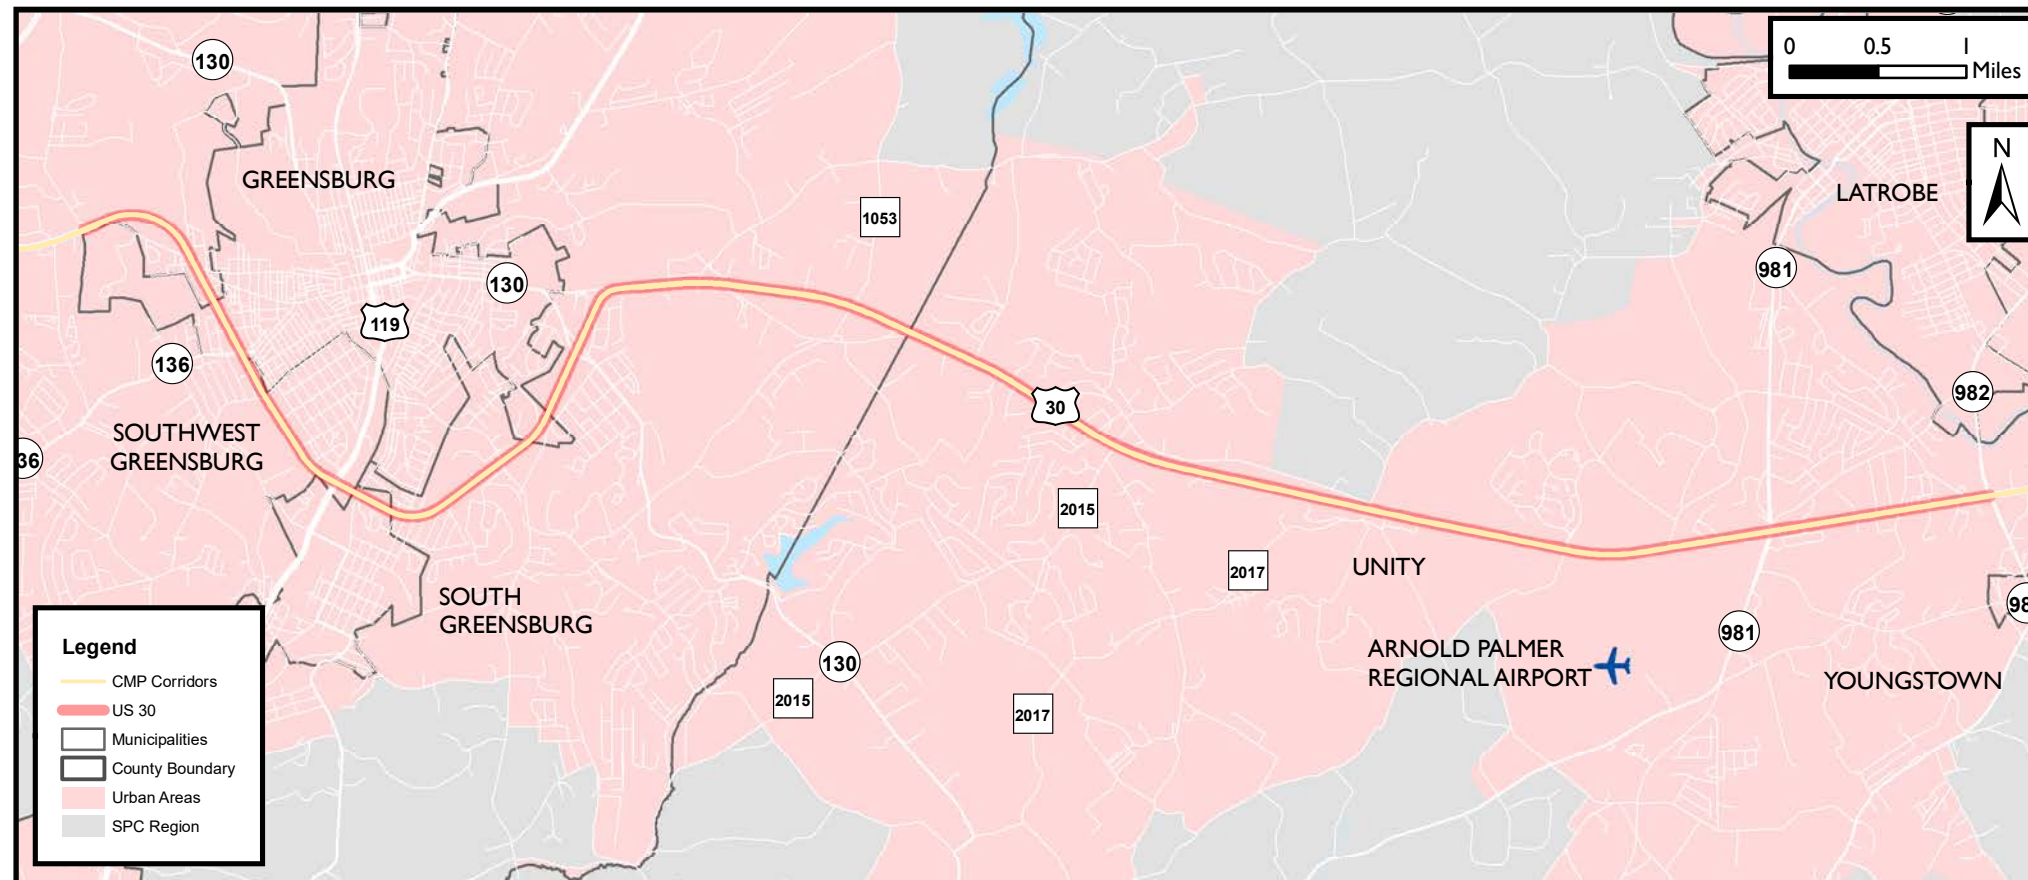 130
0 0.5 1
Miles
N
GREENSBURG
LATROBE
1053
981
130
119
136
982
30
SOUTHWEST
GREENSBURG
36
2015
2017
UNITY
SOUTH
GREENSBURG
98
981
ARNOLD PALMER
REGIONAL AIRPORT
130
YOUNGSTOWN
2015
2017
Legend
CMP Corridors
US 30
Municipalities
County Boundary
Urban Areas
SPC Region